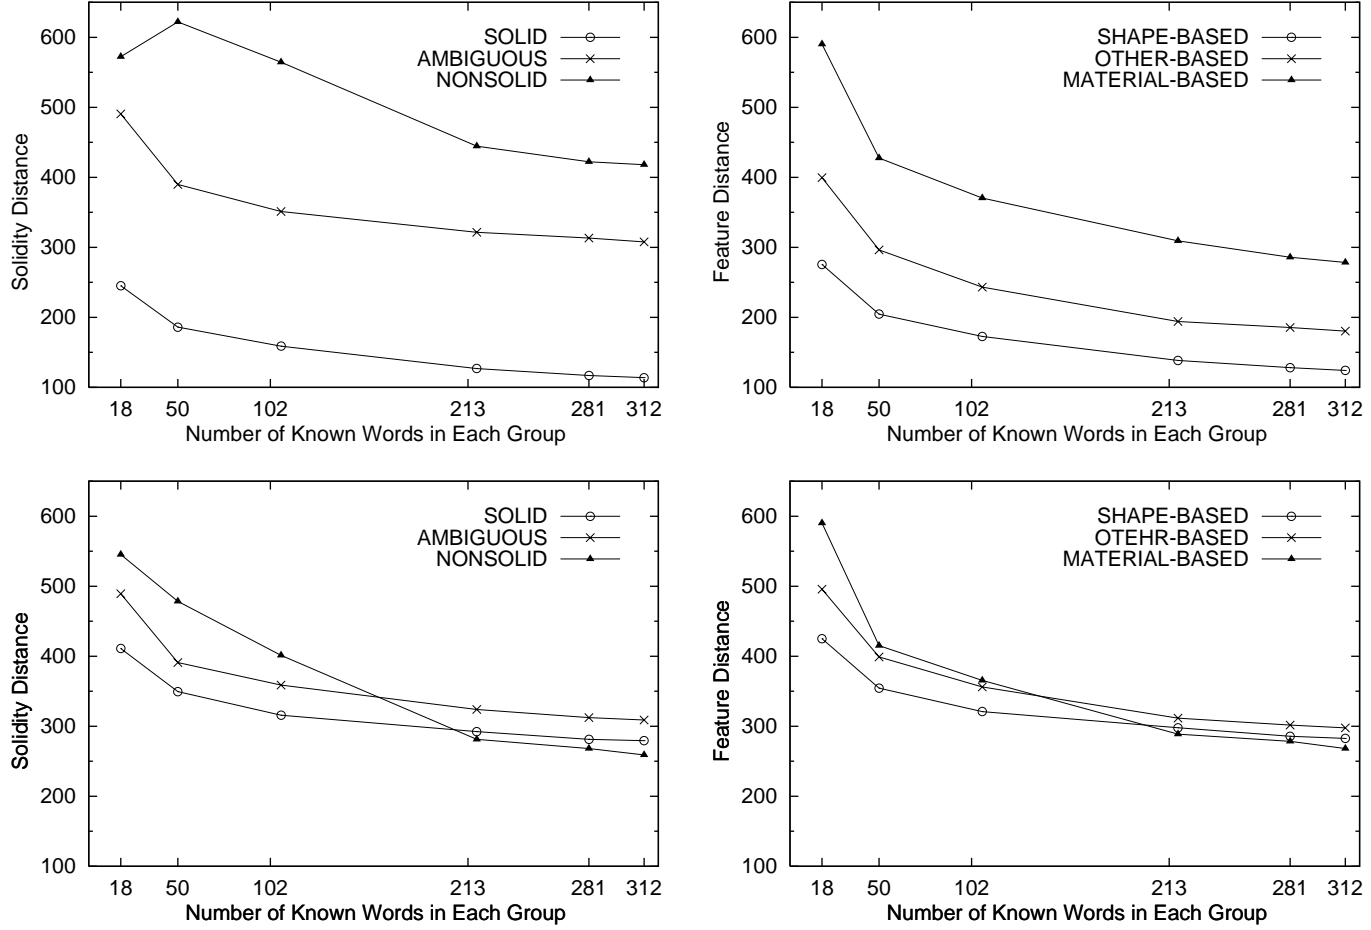 600
500
400
300
200
100
Solidity Distance
SOLID
AMBIGUOUS
NONSOLID
18 50 102 213 281 312
Number of Known Words in Each Group
600
500
400
300
200
100
Feature Distance
SHAPE-BASED
OTHER-BASED
MATERIAL-BASED
18 50 102 213 281 312
Number of Known Words in Each Group
600
500
400
300
200
100
Solidity Distance
SOLID
AMBIGUOUS
NONSOLID
18 50 102 213 281 312
Number of Known Words in Each Group
600
500
400
300
200
100
Feature Distance
SHAPE-BASED
OTEHR-BASED
MATERIAL-BASED
18 50 102 213 281 312
Number of Known Words in Each Group